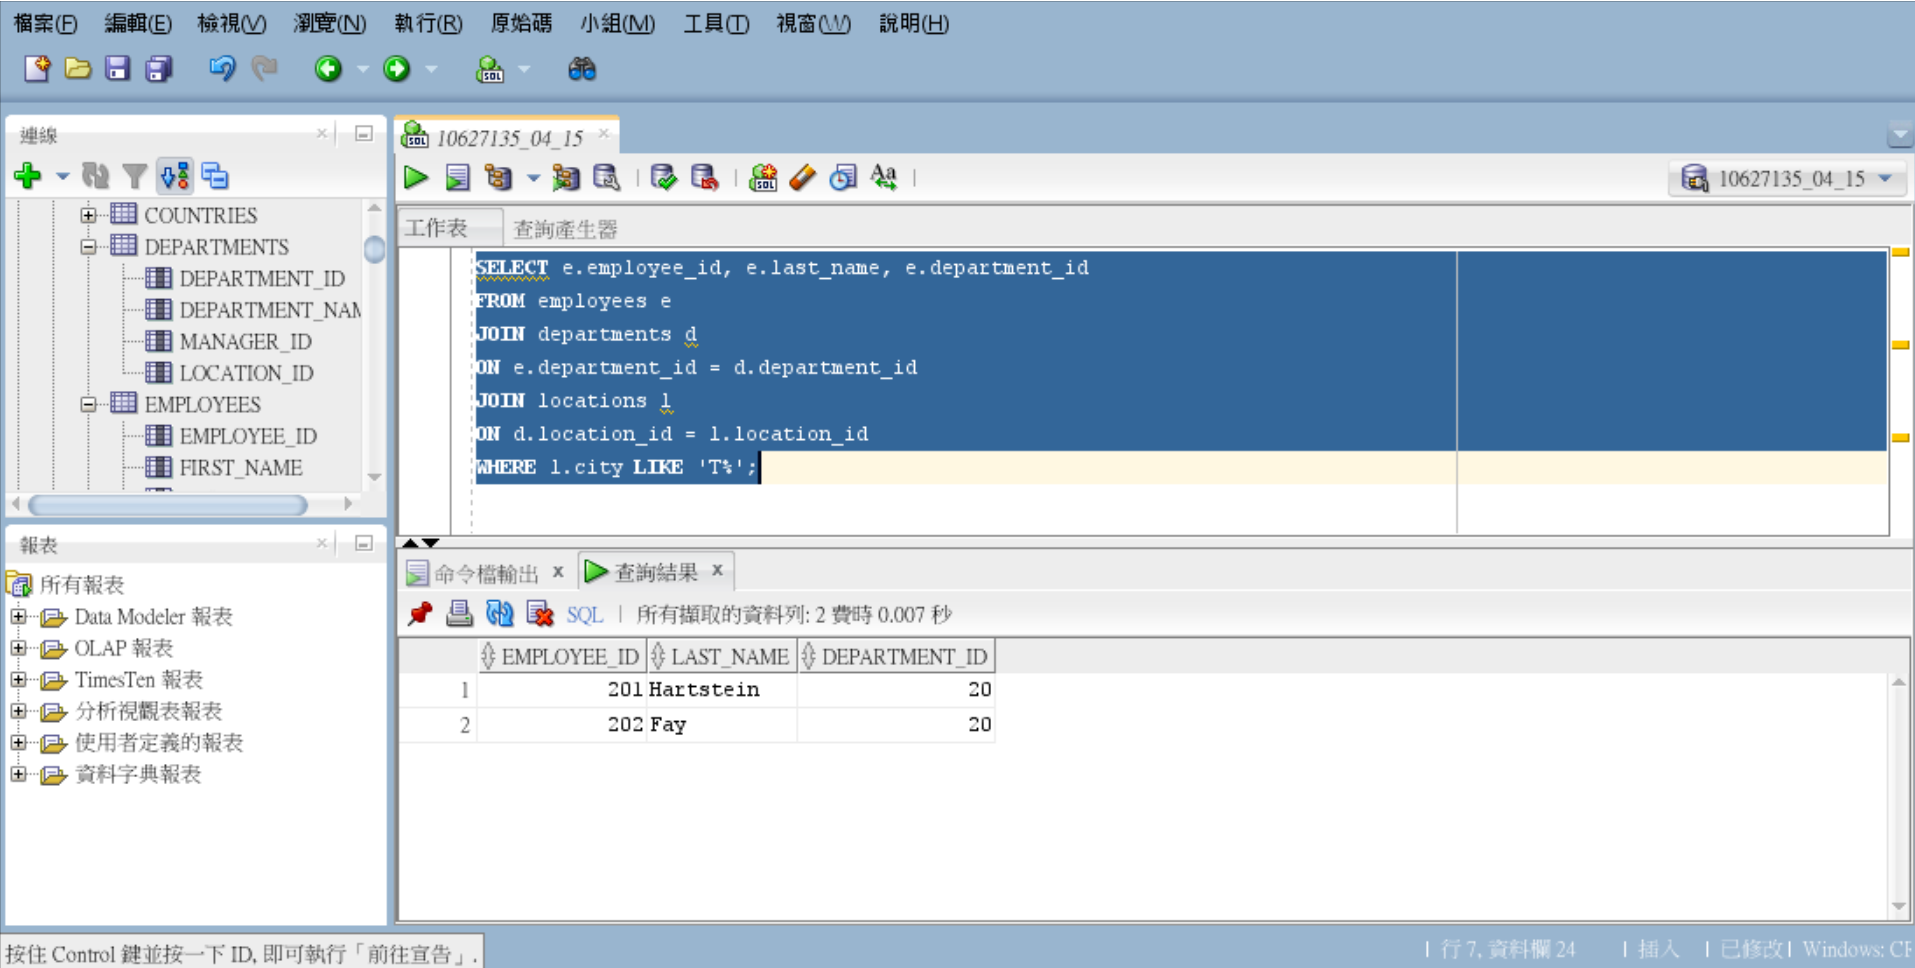 檔案(F) 編輯(E) 檢視(V) 瀏覽(N) 執行(R) 原始碼 小組(M) 工具(T) 視窗(W) 說明(H)
連線
COUNTRIES
DEPARTMENTS
DEPARTMENT_ID
DEPARTMENT_NAM
MANAGER_ID
LOCATION_ID
EMPLOYEES
EMPLOYEE_ID
FIRST_NAME
報表
所有報表
Data Modeler 報表
OLAP 報表
TimesTen 報表
分析視觀表報表
使用者定義的報表
資料字典報表
10627135_04_15
10627135_04_15
工作表 查詢產生器
SELECT e.employee_id, e.last_name, e.department_id
FROM employees e
JOIN departments d
ON e.department_id = d.department_id
JOIN locations l
ON d.location_id = l.location_id
WHERE l.city LIKE 'T%';
命令檔輸出 查詢結果
SQL | 所有擷取的資料列: 2 費時 0.007 秒
EMPLOYEE_ID LAST_NAME DEPARTMENT_ID
1 201 Hartstein 20
2 202 Fay 20
按住 Control 鍵並按一下 ID, 即可執行「前往宣告」.
| 行 7, 資料欄 24 | 插入 | 已修改 | Windows: CF